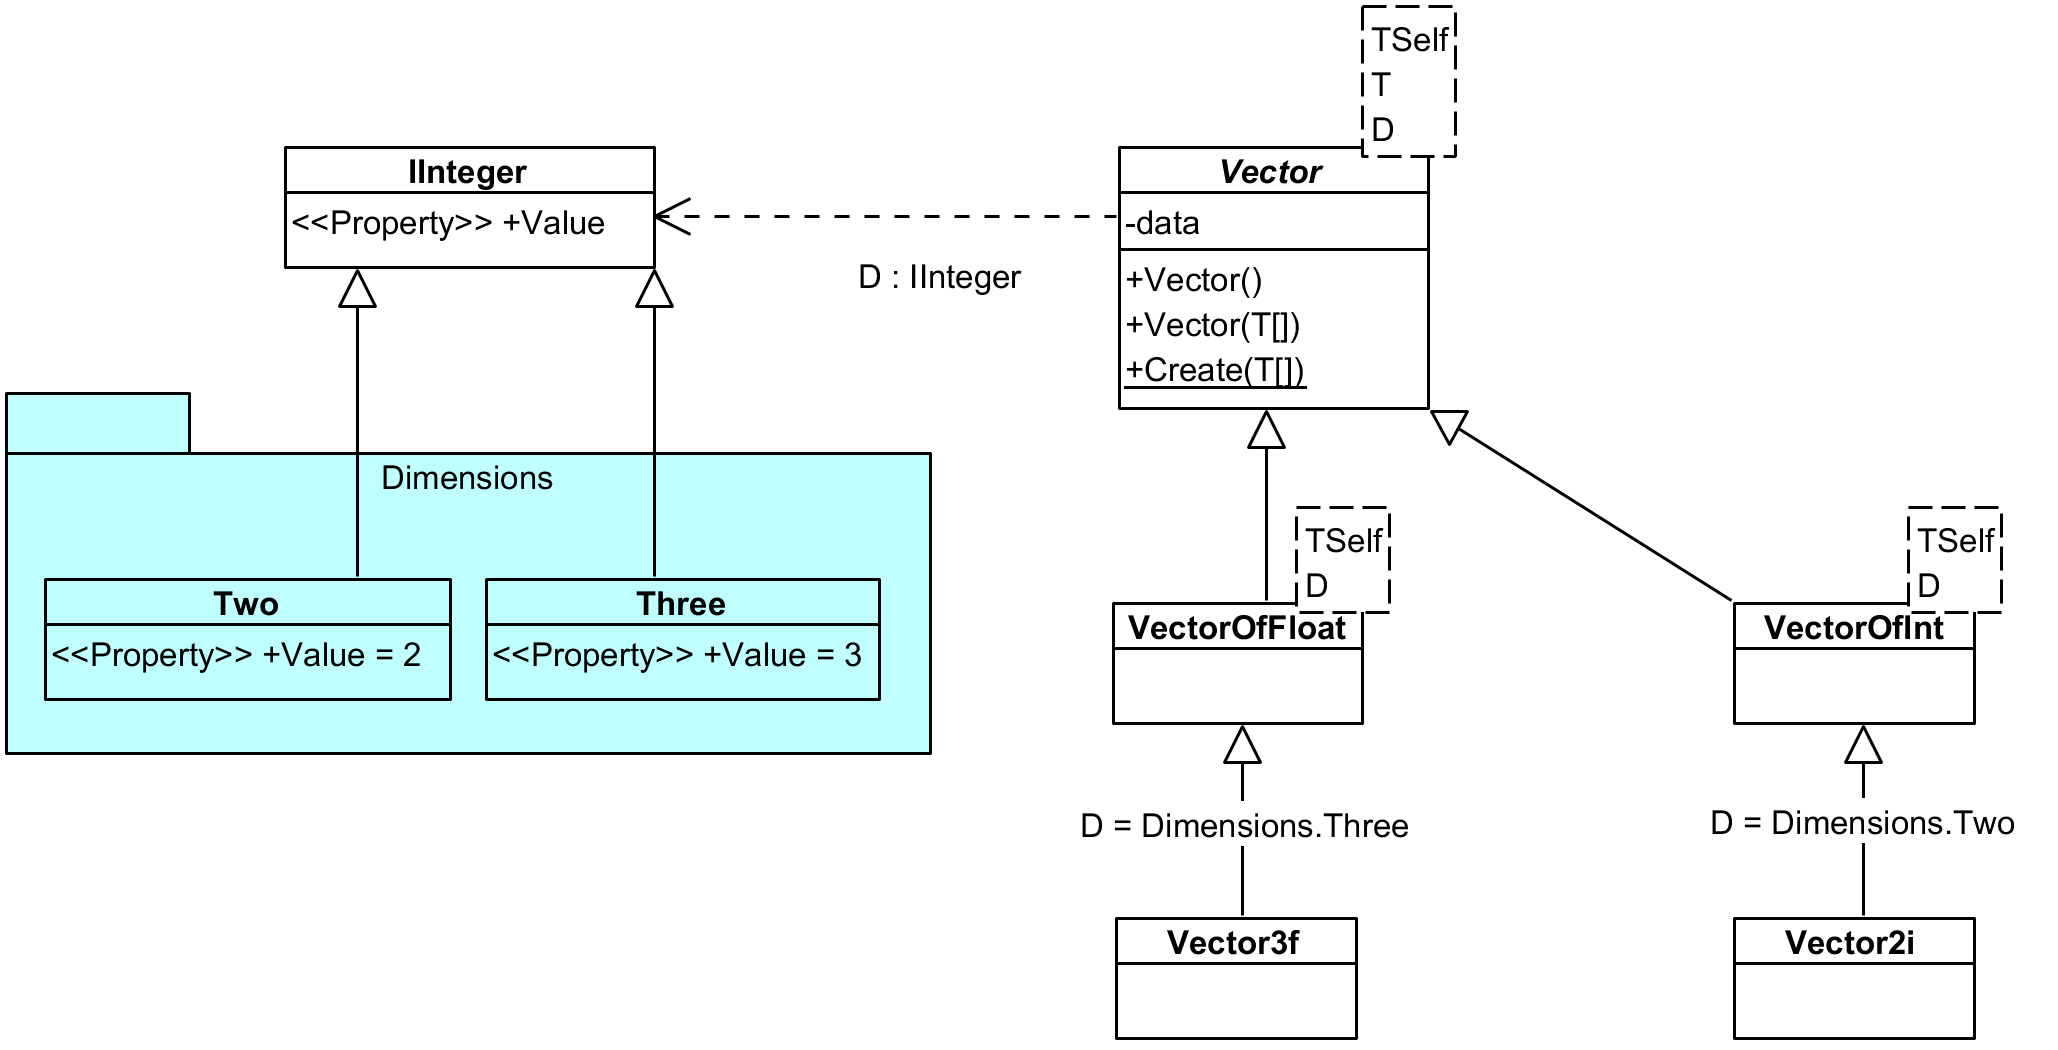 TSelf
T
D
IInteger
<<Property>> +Value
Vector
-data
+Vector()
+Vector(T[])
+Create(T[])
D : IInteger
Dimensions
Two
<<Property>> +Value = 2
Three
<<Property>> +Value = 3
TSelf
D
VectorOfFloat
TSelf
D
VectorOfInt
D = Dimensions.Three
D = Dimensions.Two
Vector3f
Vector2i